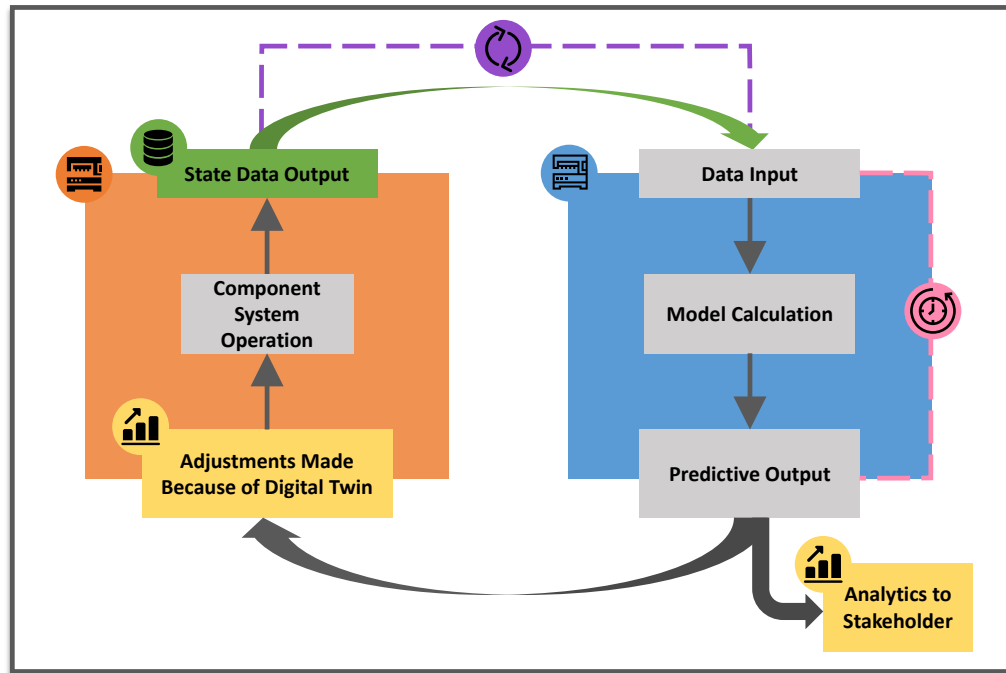 State Data Output
Data Input
Component
System
Operation
Model Calculation
Adjustments Made
Because of Digital Twin
Predictive Output
Analytics to
Stakeholder